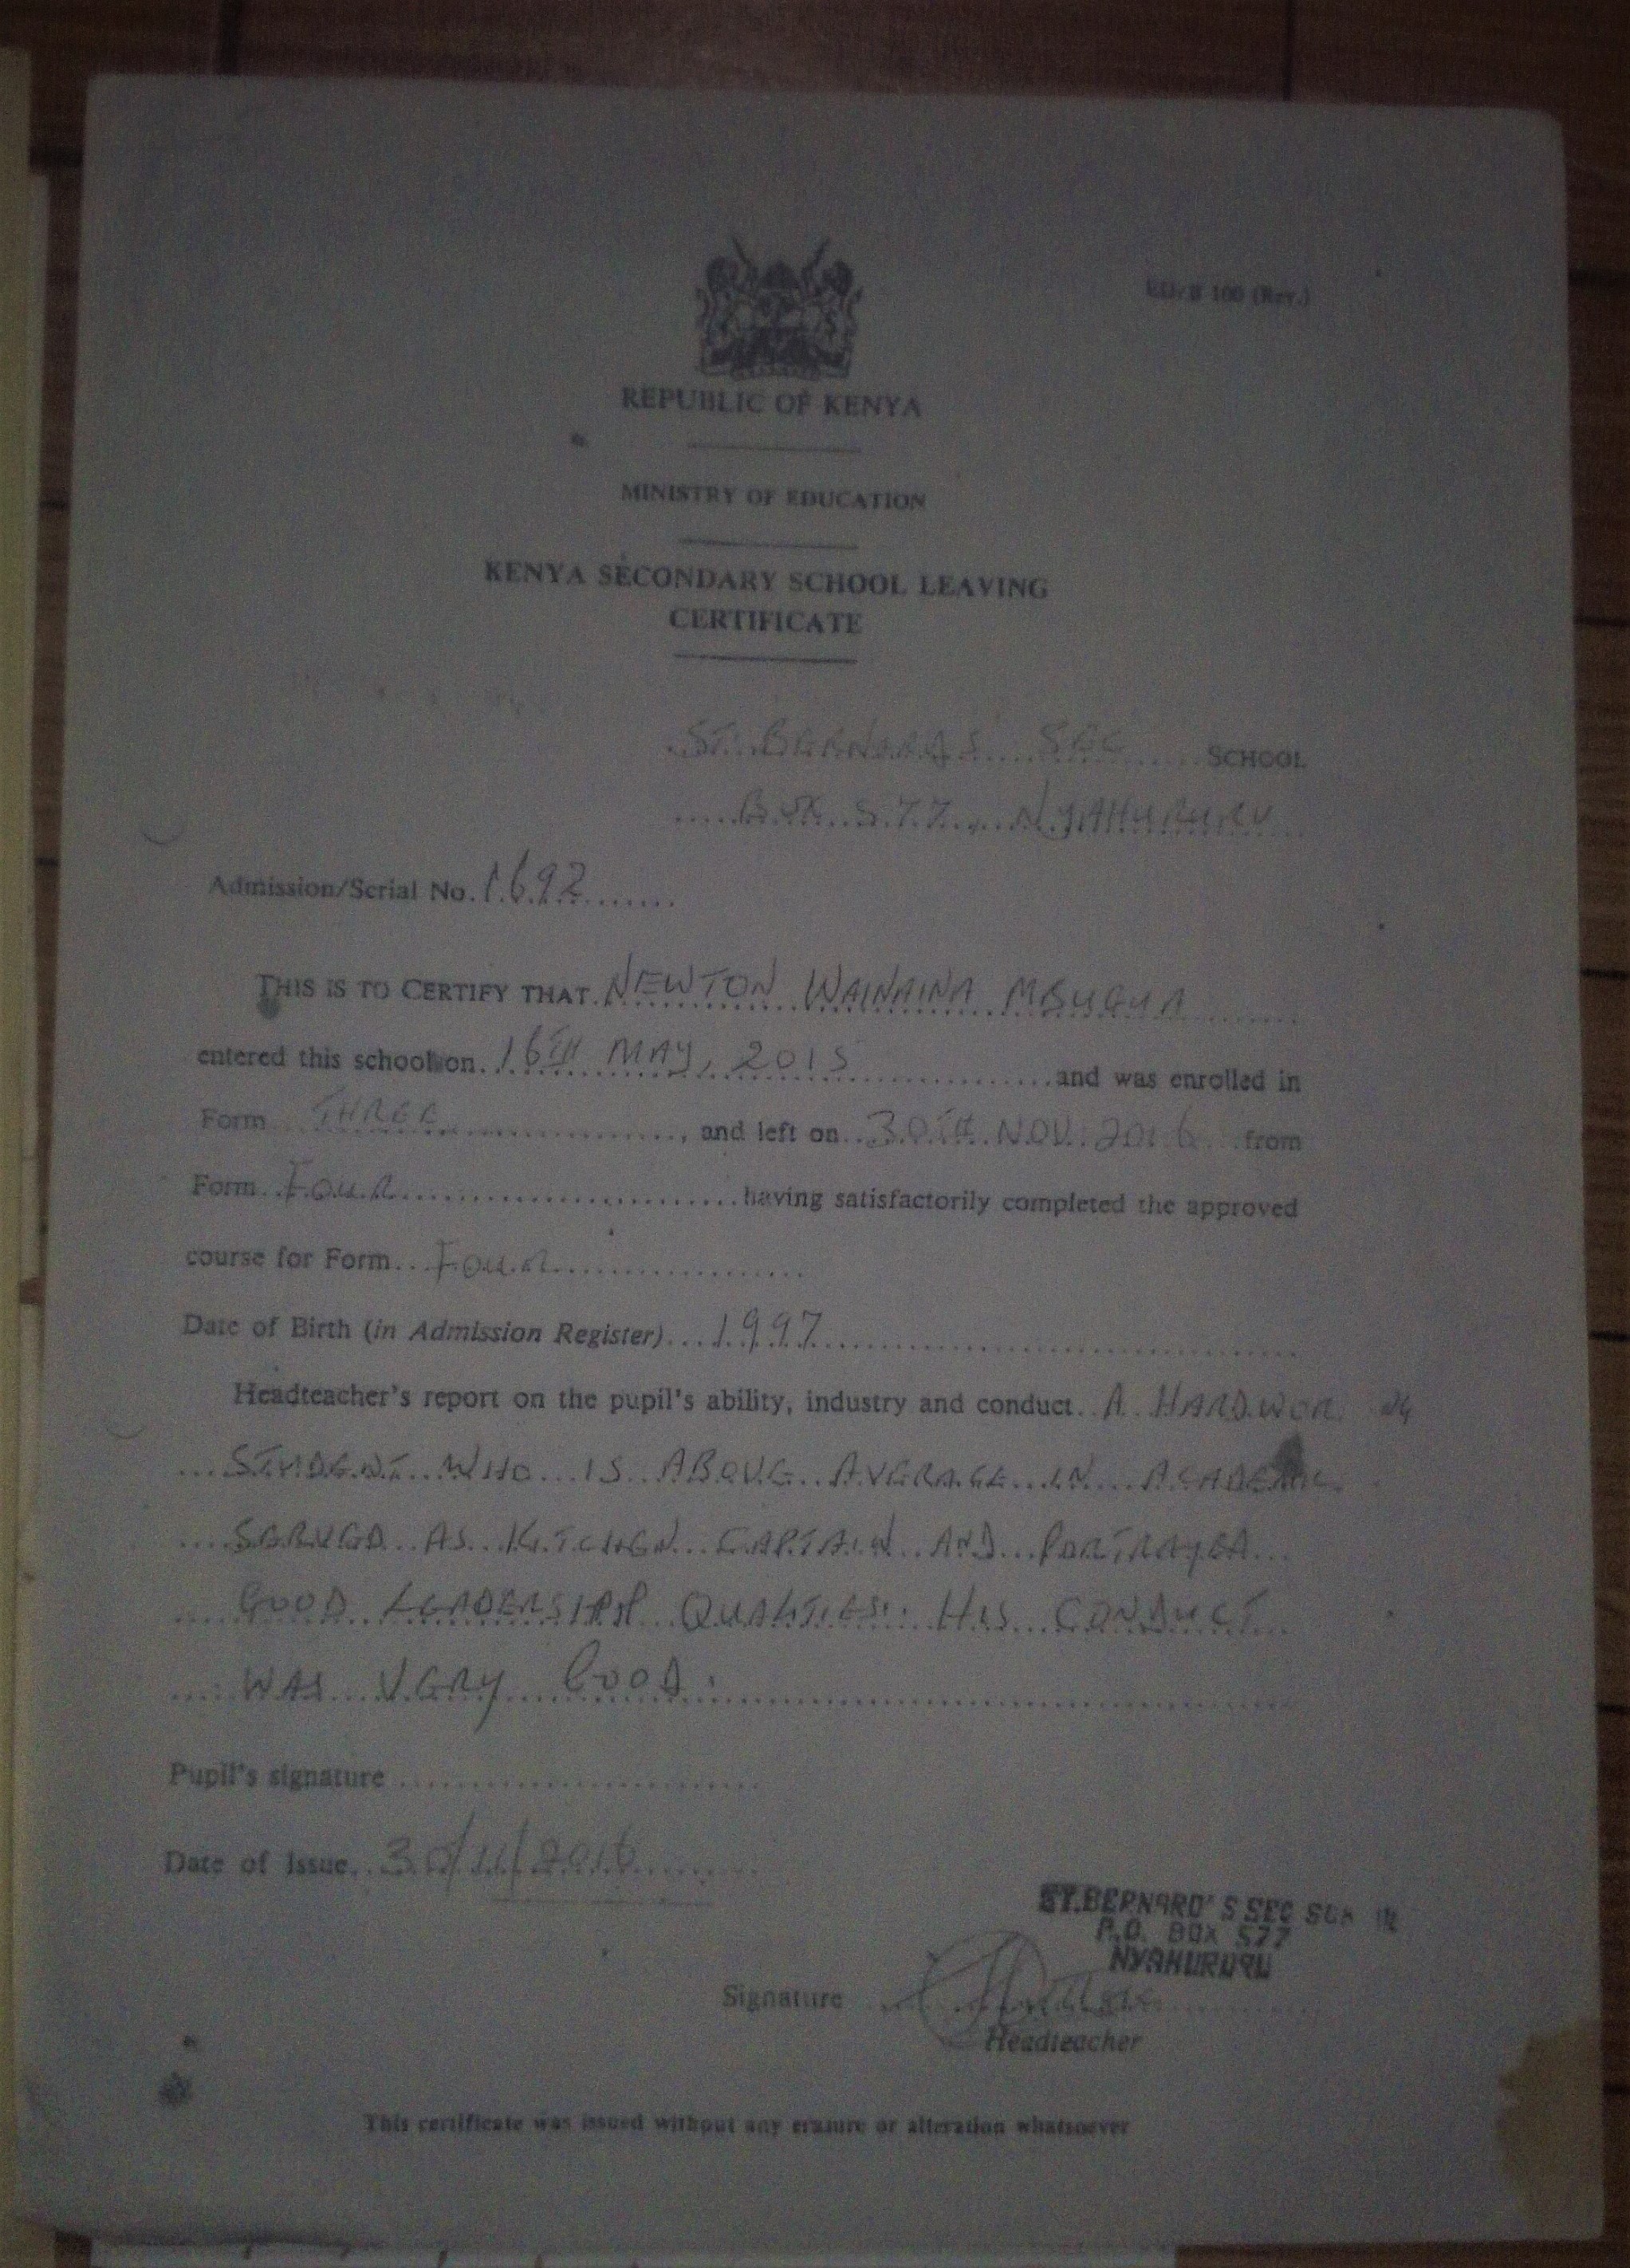 100 (Rev.)
REPUBLIC OF KENYA
MINISTRY OF EDUCATION
KENYA SECONDARY SCHOOL LEAVING
CERTIFICATE
ST. BERNARD'S SEC SCHOOL
BOX 577 NYAHURURU
Admission/Serial No. 1692
THIS IS TO CERTIFY THAT NEWTON WAINAINA MBUGUA
entered this school on 16TH MAY, 2015 and was enrolled in
Form THREE, and left on 30TH NOV. 2016 from
Form FOUR having satisfactorily completed the approved
course for Form FOUR
Date of Birth (in Admission Register) 1997
Headteacher's report on the pupil's ability, industry and conduct. A
STUDENT WHO IS ABOVE AVERAGE IN
SERVED AS KITCHEN CAPTAIN AND PORTRAYED
GOOD LEADERSHIP QUALITIES. HIS CONDUCT
WAS VERY GOOD.
Pupil's signature
Date of Issue 30/11/2016
ST.BERNARD'S SEC
P.O. BOX 577
NYAHURURU
Signature
Headteacher
This certificate was issued without any erasure or alteration whatsoever